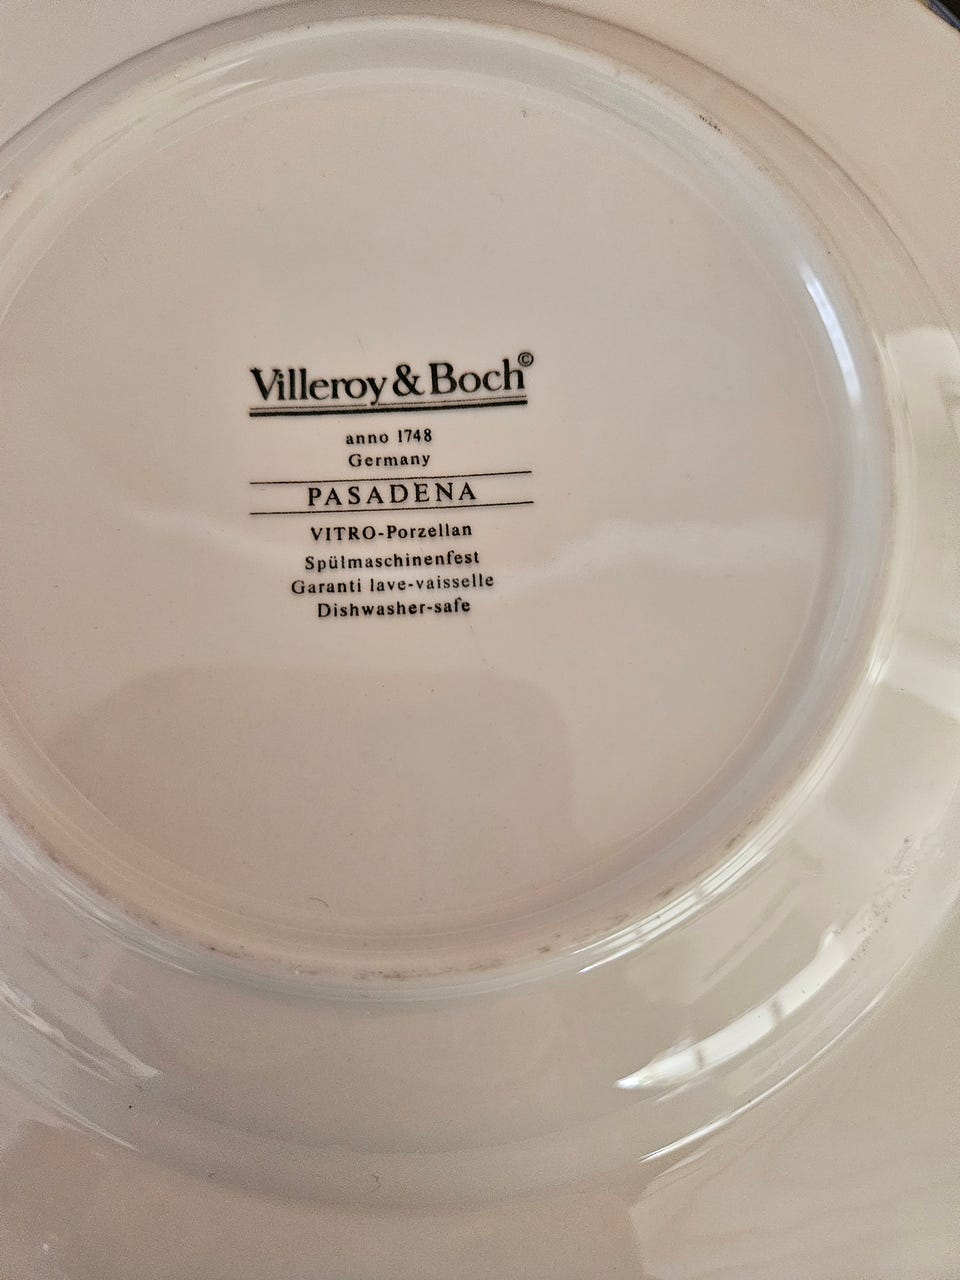 Villeroy & Boch©
anno 1748
Germany
PASADENA
VITRO-Porzellan
Spülmaschinenfest
Garanti lave-vaisselle
Dishwasher-safe